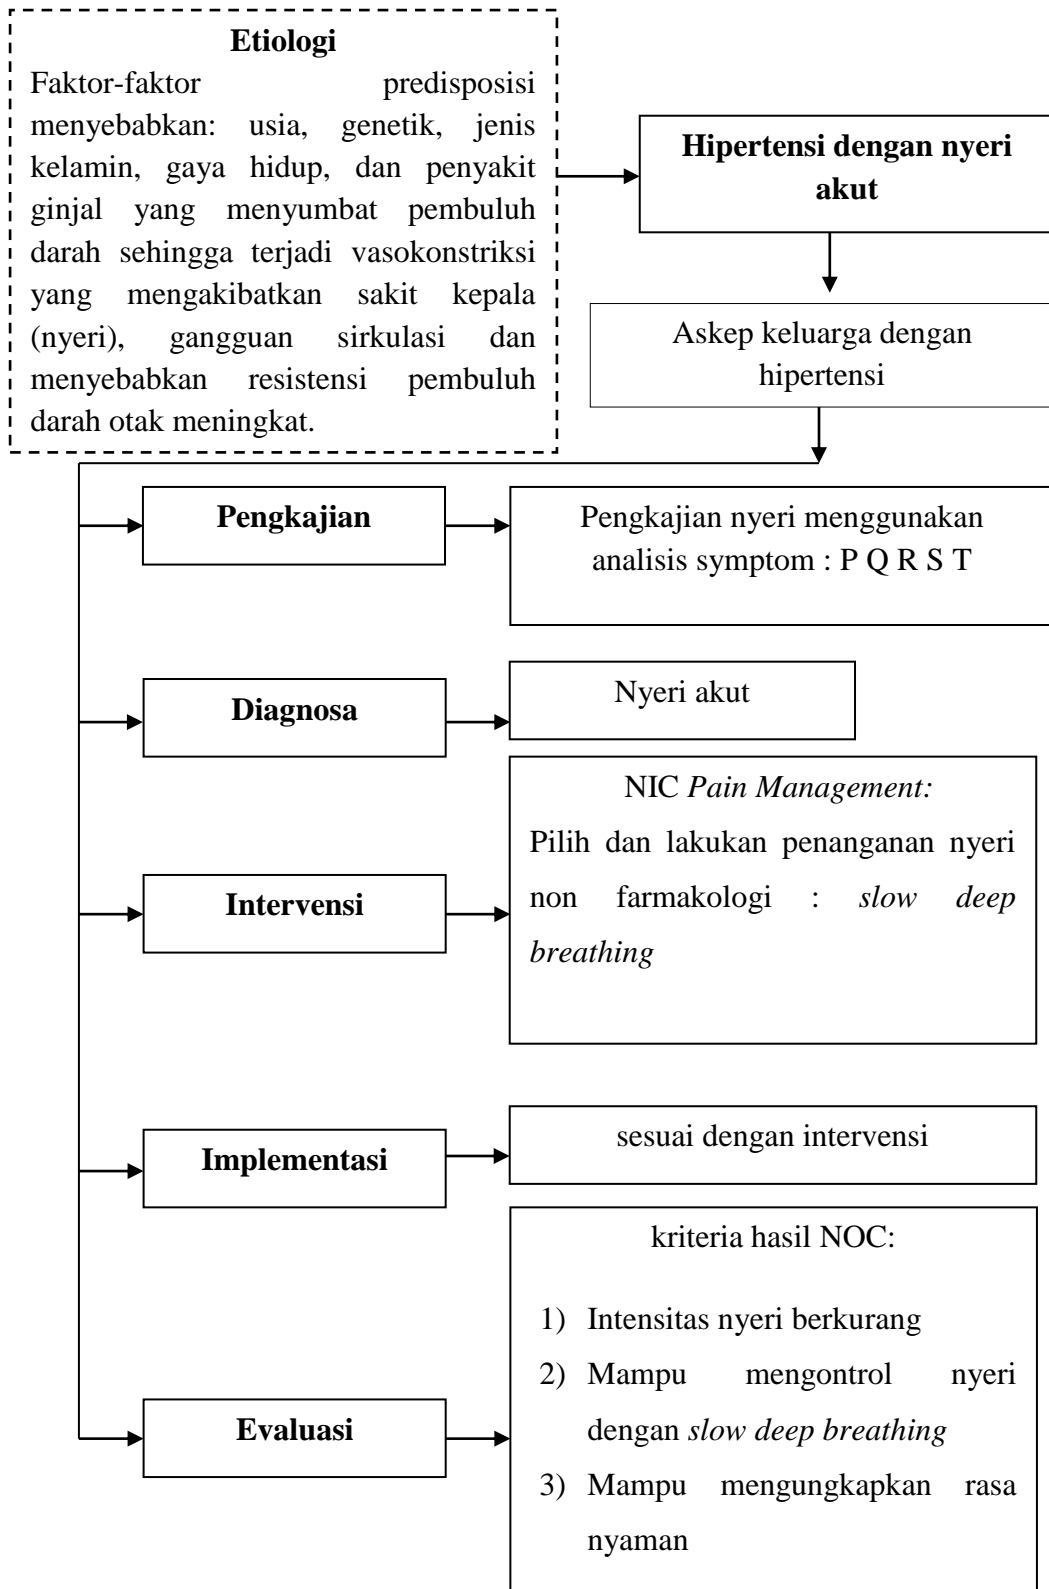 Etiologi
Faktor-faktor predisposisi
menyebabkan: usia, genetik, jenis
kelamin, gaya hidup, dan penyakit
ginjal yang menyumbat pembuluh
darah sehingga terjadi vasokonstriksi
yang mengakibatkan sakit kepala
(nyeri), gangguan sirkulasi dan
menyebabkan resistensi pembuluh
darah otak meningkat.
Hipertensi dengan nyeri
akut
Askep keluarga dengan
hipertensi
Pengkajian
Pengkajian nyeri menggunakan
analisis symptom : P Q R S T
Diagnosa
Nyeri akut
Intervensi
NIC Pain Management:
Pilih dan lakukan penanganan nyeri
non farmakologi : slow deep
breathing
Implementasi
sesuai dengan intervensi
Evaluasi
kriteria hasil NOC:
1) Intensitas nyeri berkurang
2) Mampu mengontrol nyeri
dengan slow deep breathing
3) Mampu mengungkapkan rasa
nyaman